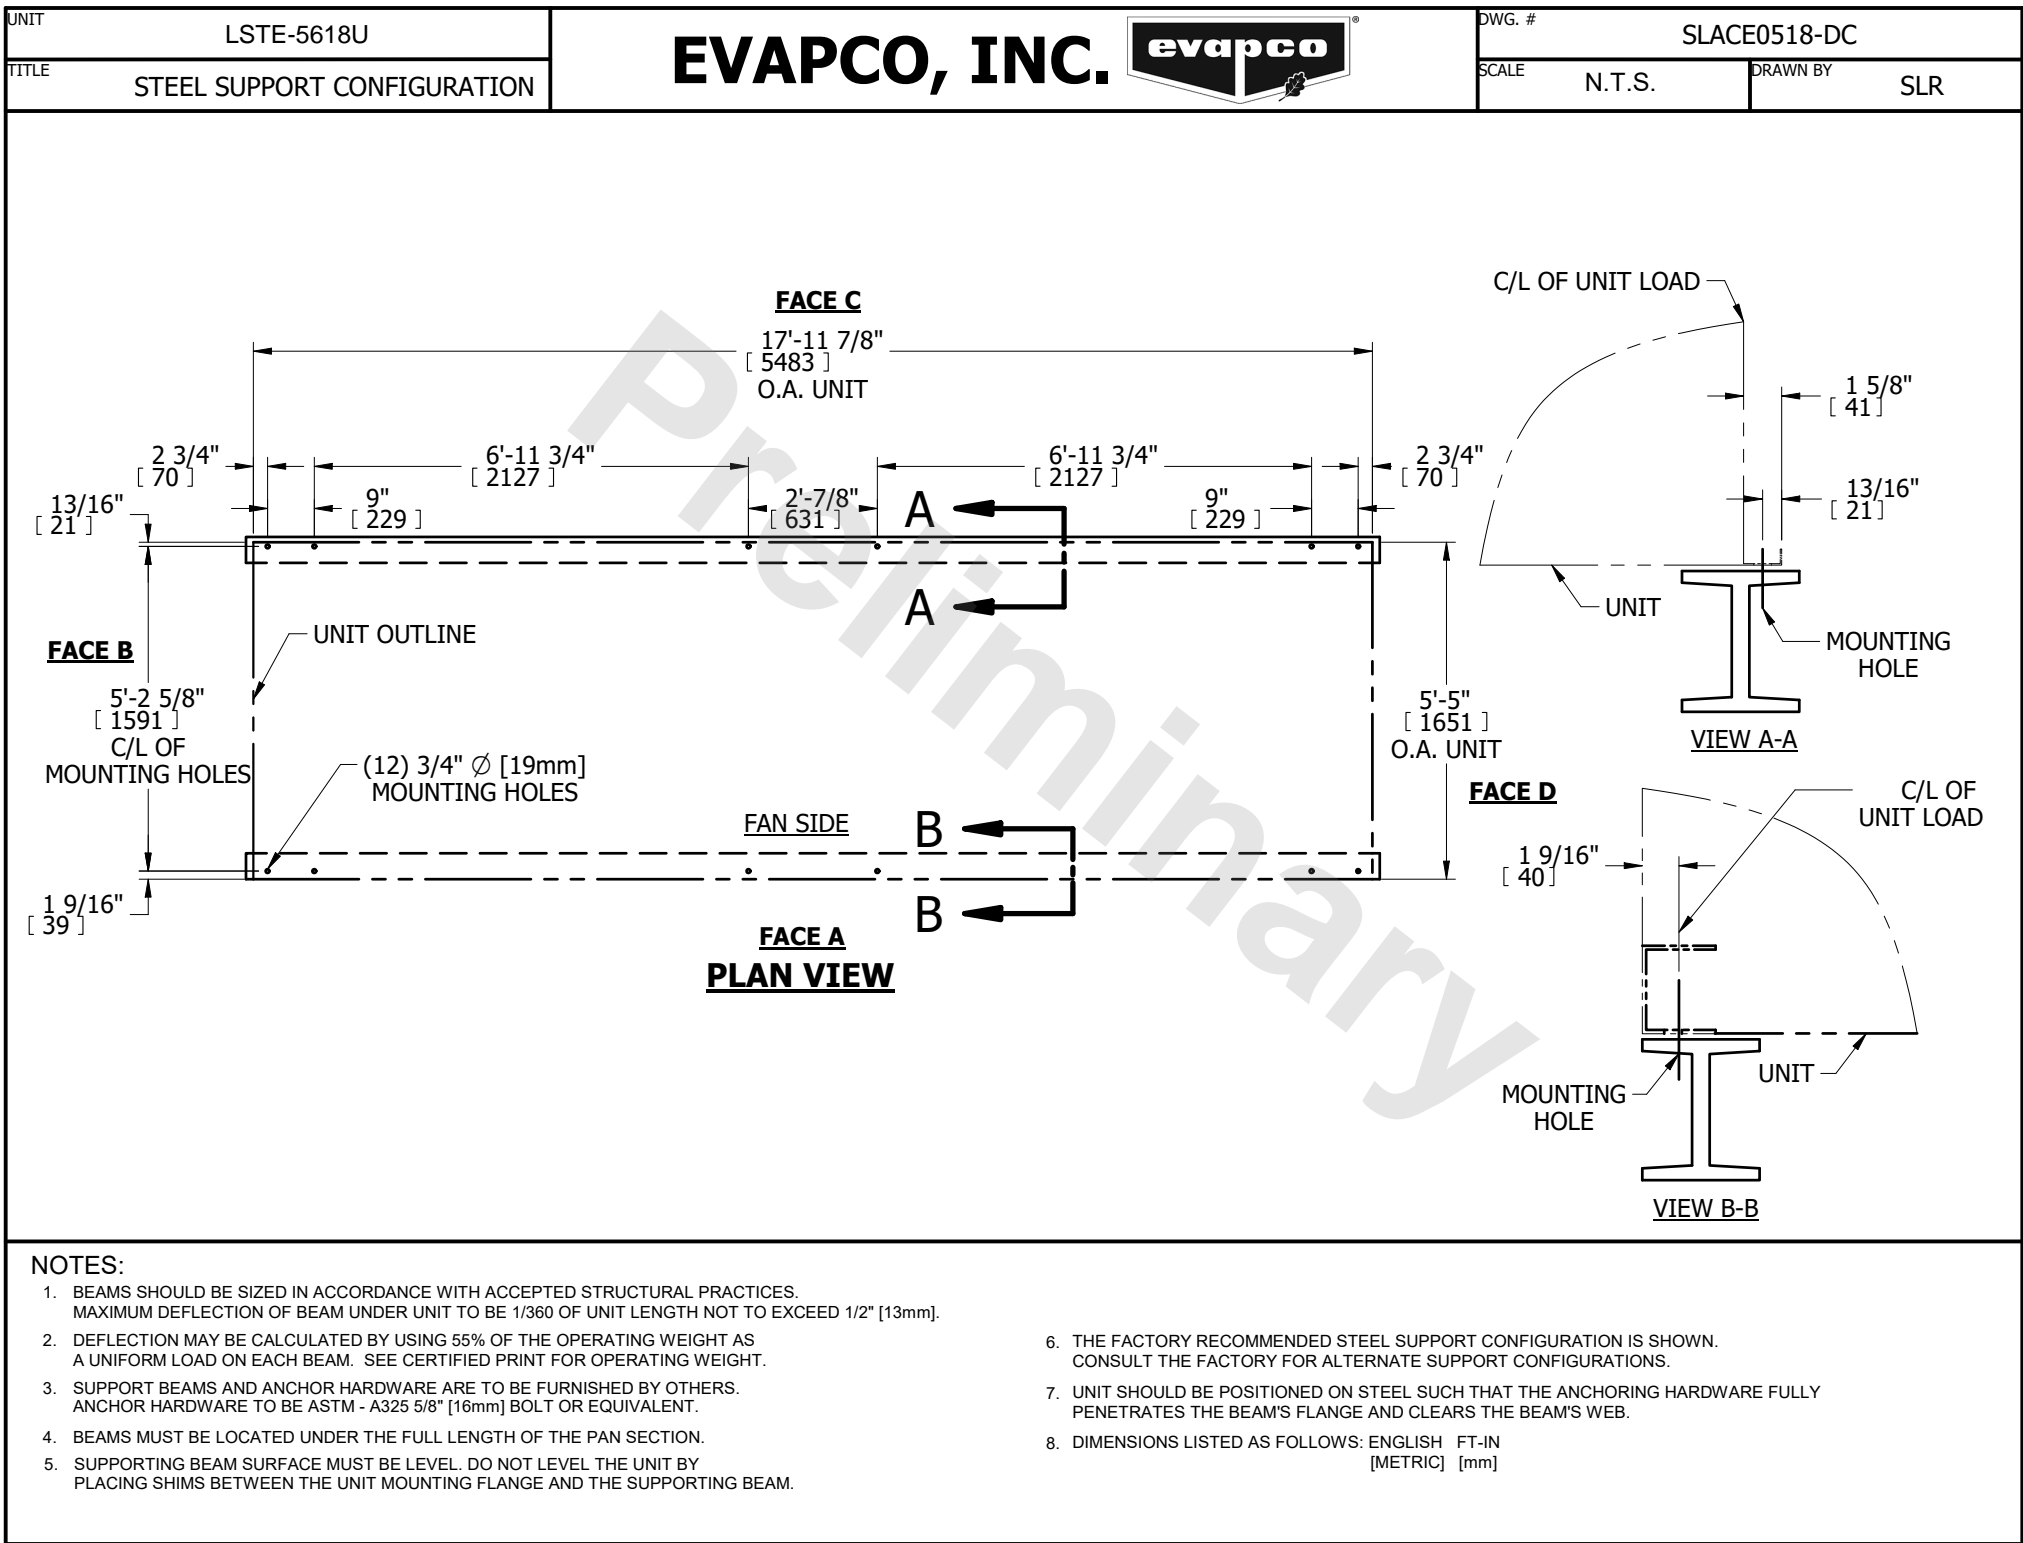 UNIT
LSTE-5618U
TITLE
STEEL SUPPORT CONFIGURATION
EVAPCO, INC.
evapco
®
DWG. #
SLACE0518-DC
SCALE
N.T.S.
DRAWN BY
SLR
FACE C
17'-11 7/8"
[ 5483 ]
O.A. UNIT
2 3/4"
[ 70 ]
6'-11 3/4"
[ 2127 ]
6'-11 3/4"
[ 2127 ]
2 3/4"
[ 70 ]
13/16"
[ 21 ]
9"
[ 229 ]
2'-7/8"
[ 631 ]
9"
[ 229 ]
A
A
FACE B
UNIT OUTLINE
5'-2 5/8"
[ 1591 ]
C/L OF
MOUNTING HOLES
(12) 3/4" ∅ [19mm]
MOUNTING HOLES
5'-5"
[ 1651 ]
O.A. UNIT
FACE D
FAN SIDE
B
B
1 9/16"
[ 39 ]
FACE A
PLAN VIEW
C/L OF UNIT LOAD
1 5/8"
[ 41 ]
13/16"
[ 21 ]
UNIT
MOUNTING
HOLE
VIEW A-A
C/L OF
UNIT LOAD
1 9/16"
[ 40 ]
UNIT
MOUNTING
HOLE
VIEW B-B
Preliminary
NOTES:
1. BEAMS SHOULD BE SIZED IN ACCORDANCE WITH ACCEPTED STRUCTURAL PRACTICES.
MAXIMUM DEFLECTION OF BEAM UNDER UNIT TO BE 1/360 OF UNIT LENGTH NOT TO EXCEED 1/2" [13mm].
2. DEFLECTION MAY BE CALCULATED BY USING 55% OF THE OPERATING WEIGHT AS
A UNIFORM LOAD ON EACH BEAM. SEE CERTIFIED PRINT FOR OPERATING WEIGHT.
3. SUPPORT BEAMS AND ANCHOR HARDWARE ARE TO BE FURNISHED BY OTHERS.
ANCHOR HARDWARE TO BE ASTM - A325 5/8" [16mm] BOLT OR EQUIVALENT.
4. BEAMS MUST BE LOCATED UNDER THE FULL LENGTH OF THE PAN SECTION.
5. SUPPORTING BEAM SURFACE MUST BE LEVEL. DO NOT LEVEL THE UNIT BY
PLACING SHIMS BETWEEN THE UNIT MOUNTING FLANGE AND THE SUPPORTING BEAM.
6. THE FACTORY RECOMMENDED STEEL SUPPORT CONFIGURATION IS SHOWN.
CONSULT THE FACTORY FOR ALTERNATE SUPPORT CONFIGURATIONS.
7. UNIT SHOULD BE POSITIONED ON STEEL SUCH THAT THE ANCHORING HARDWARE FULLY
PENETRATES THE BEAM'S FLANGE AND CLEARS THE BEAM'S WEB.
8. DIMENSIONS LISTED AS FOLLOWS: ENGLISH FT-IN
[METRIC] [mm]